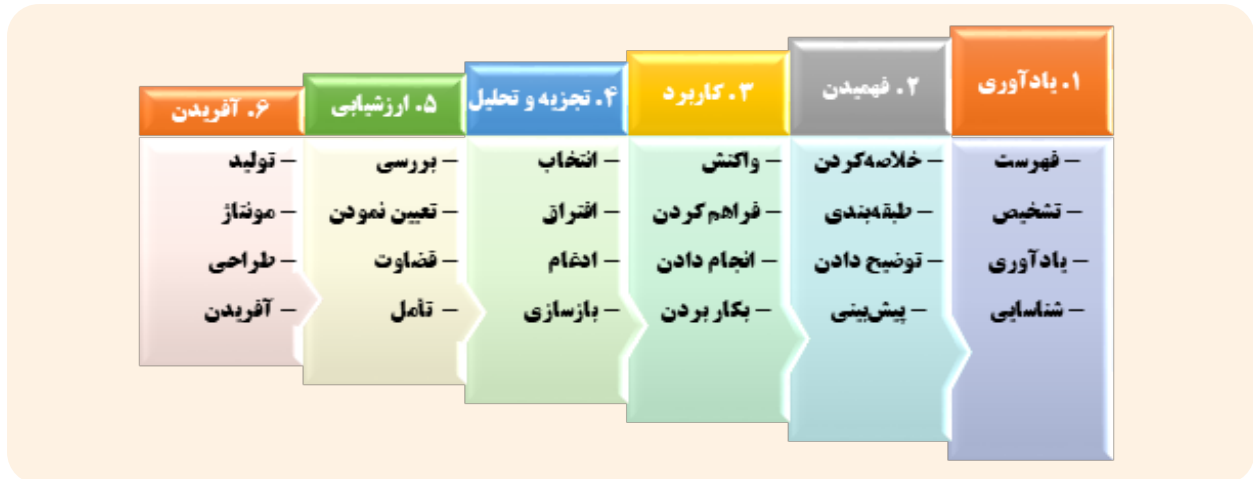 ۱. یادآوری
– فهرست
– تشخیص
– یادآوری
– شناسایی
۲. فهمیدن
– خلاصه‌کردن
– طبقه‌بندی
– توضیح دادن
– پیش‌بینی
۳. کاربرد
– واکنش
– فراهم کردن
– انجام دادن
– بکار بردن
۴. تجزیه و تحلیل
– انتخاب
– افتراق
– ادغام
– بازسازی
۵. ارزشیابی
– بررسی
– تعیین نمودن
– قضاوت
– تأمل
۶. آفریدن
– تولید
– مونتاژ
– طراحی
– آفریدن